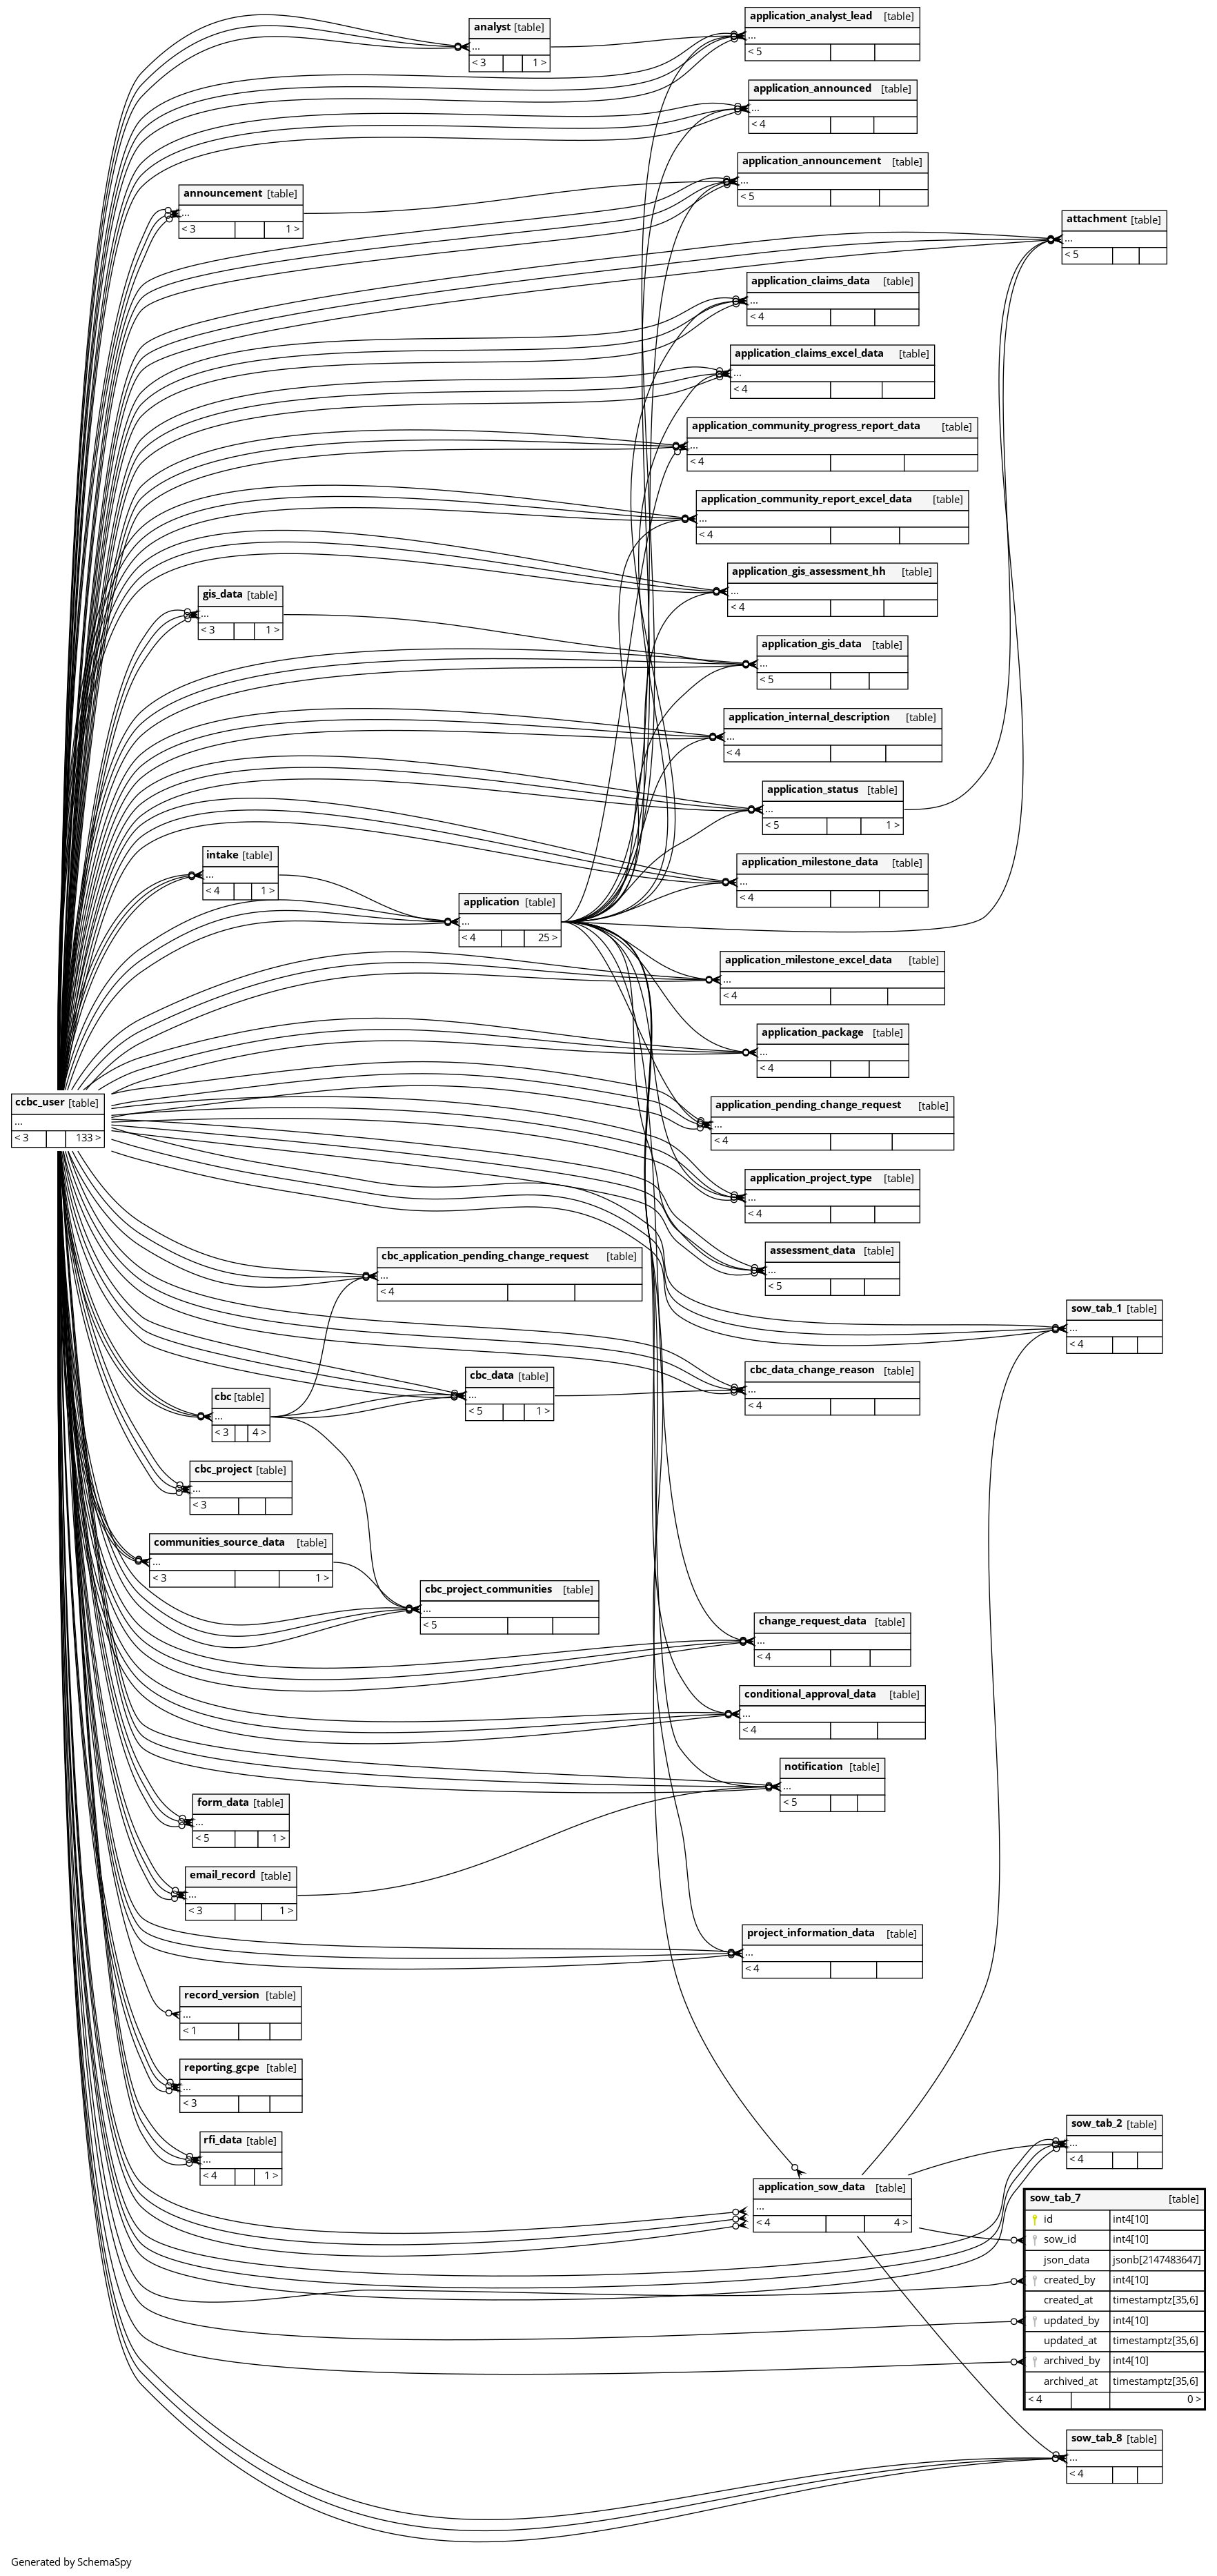 analyst [table]
...
< 3 1 >
application_analyst_lead [table]
...
< 5
application_announced [table]
...
< 4
application_announcement [table]
...
< 5
announcement [table]
...
< 3 1 >
attachment [table]
...
< 5
application_claims_data [table]
...
< 4
application_claims_excel_data [table]
...
< 4
application_community_progress_report_data [table]
...
< 4
application_community_report_excel_data [table]
...
< 4
application_gis_assessment_hh [table]
...
< 4
gis_data [table]
...
< 3 1 >
application_gis_data [table]
...
< 5
application_internal_description [table]
...
< 4
application_status [table]
...
< 5 1 >
intake [table]
...
< 4 1 >
application_milestone_data [table]
...
< 4
application [table]
...
< 4 25 >
application_milestone_excel_data [table]
...
< 4
application_package [table]
...
< 4
ccbc_user [table]
...
< 3 133 >
application_pending_change_request [table]
...
< 4
application_project_type [table]
...
< 4
assessment_data [table]
...
< 5
cbc_application_pending_change_request [table]
...
< 4
sow_tab_1 [table]
...
< 4
cbc_data_change_reason [table]
...
< 4
cbc_data [table]
...
< 5 1 >
cbc [table]
...
< 3 4 >
cbc_project [table]
...
< 3
communities_source_data [table]
...
< 3 1 >
cbc_project_communities [table]
...
< 5
change_request_data [table]
...
< 4
conditional_approval_data [table]
...
< 4
notification [table]
...
< 5
form_data [table]
...
< 5 1 >
email_record [table]
...
< 3 1 >
project_information_data [table]
...
< 4
record_version [table]
...
< 1
reporting_gcpe [table]
...
< 3
rfi_data [table]
...
< 4 1 >
sow_tab_2 [table]
...
< 4
application_sow_data [table]
...
< 4 4 >
sow_tab_7 [table]
id int4[10]
sow_id int4[10]
json_data jsonb[2147483647]
created_by int4[10]
created_at timestamptz[35,6]
updated_by int4[10]
updated_at timestamptz[35,6]
archived_by int4[10]
archived_at timestamptz[35,6]
< 4 0 >
sow_tab_8 [table]
...
< 4
Generated by SchemaSpy